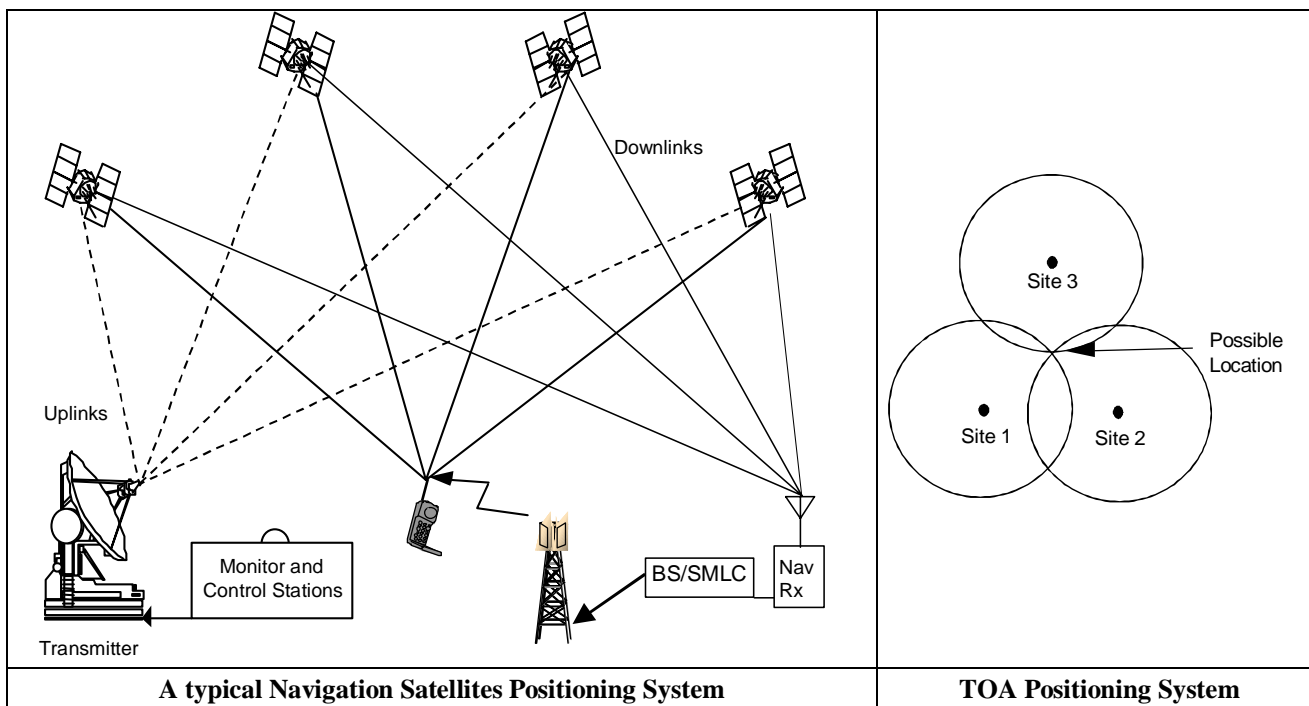 Downlinks
Uplinks
Monitor and
Control Stations
Transmitter
BS/SMLC
Nav
Rx
Site 3
Possible
Location
Site 1
Site 2
A typical Navigation Satellites Positioning System
TOA Positioning System